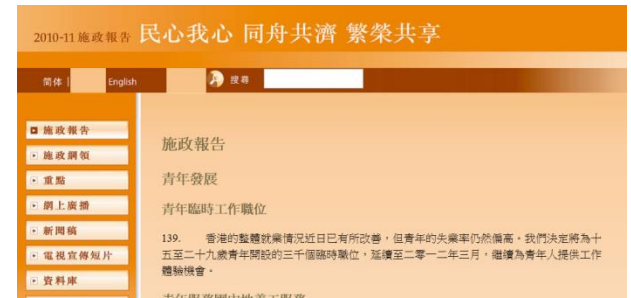 2010-11施政報告 民心我心 同舟共濟 繁榮共享
简体 | English 搜尋
施政報告
施政綱領
重點
網上廣播
新聞稿
電視宣傳短片
資料庫
施政報告
青年發展
青年臨時工作職位
139. 香港的整體就業情況近日已有所改善，但青年的失業率仍然偏高。我們決定將為十
五至二十九歲青年開設的三千個臨時職位，延續至二零一二年三月，繼續為青年人提供工作
體驗機會。